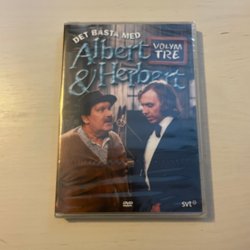 DET BÄSTA MED
Albert
VOLYM
TRE
& Herbert
DVD
svt